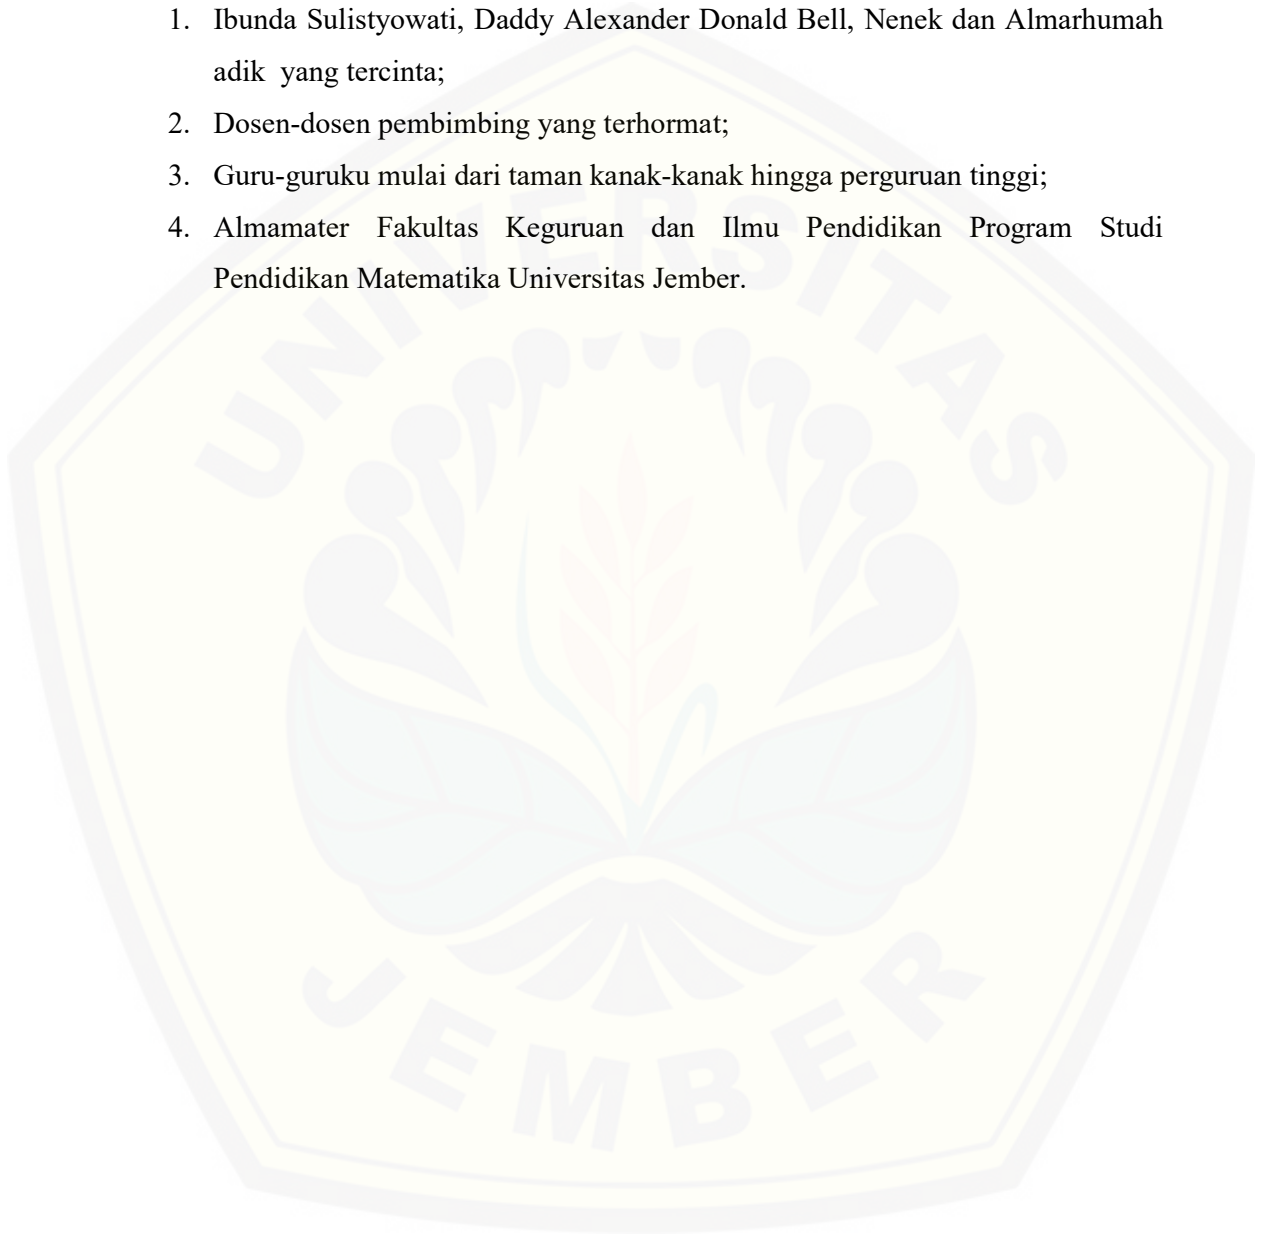 1. Ibunda Sulistyowati, Daddy Alexander Donald Bell, Nenek dan Almarhumah
adik  yang tercinta;
2. Dosen-dosen pembimbing yang terhormat;
3. Guru-guruku mulai dari taman kanak-kanak hingga perguruan tinggi;
4. Almamater Fakultas Keguruan dan Ilmu Pendidikan Program Studi
Pendidikan Matematika Universitas Jember.
UNIVERSITAS
JEMBER